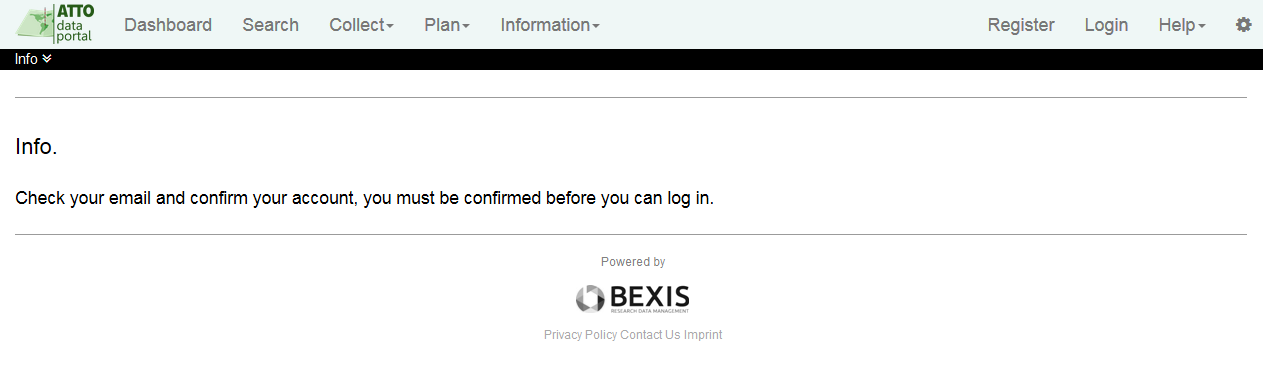 ATTO
data
portal
Dashboard Search Collect Plan Information Register Login Help
Info
Info.
Check your email and confirm your account, you must be confirmed before you can log in.
Powered by
BEXIS
RESEARCH DATA MANAGEMENT
Privacy Policy Contact Us Imprint